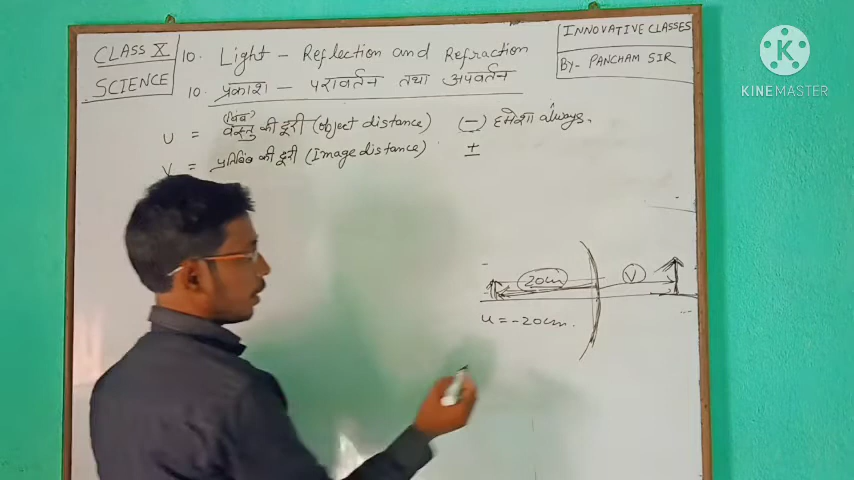 CLASS X
SCIENCE
10. Light - Reflection and Refraction
10. प्रकाश - परावर्तन तथा अपवर्तन
INNOVATIVE CLASSES
BY- PANCHAM SIR
KINEMASTER
(बिंब)
U = वस्तु की दूरी (object distance) (-) हमेशा always.
V = प्रतिबिंब की दूरी (Image distance) ±
20cm
V
u = -20cm.